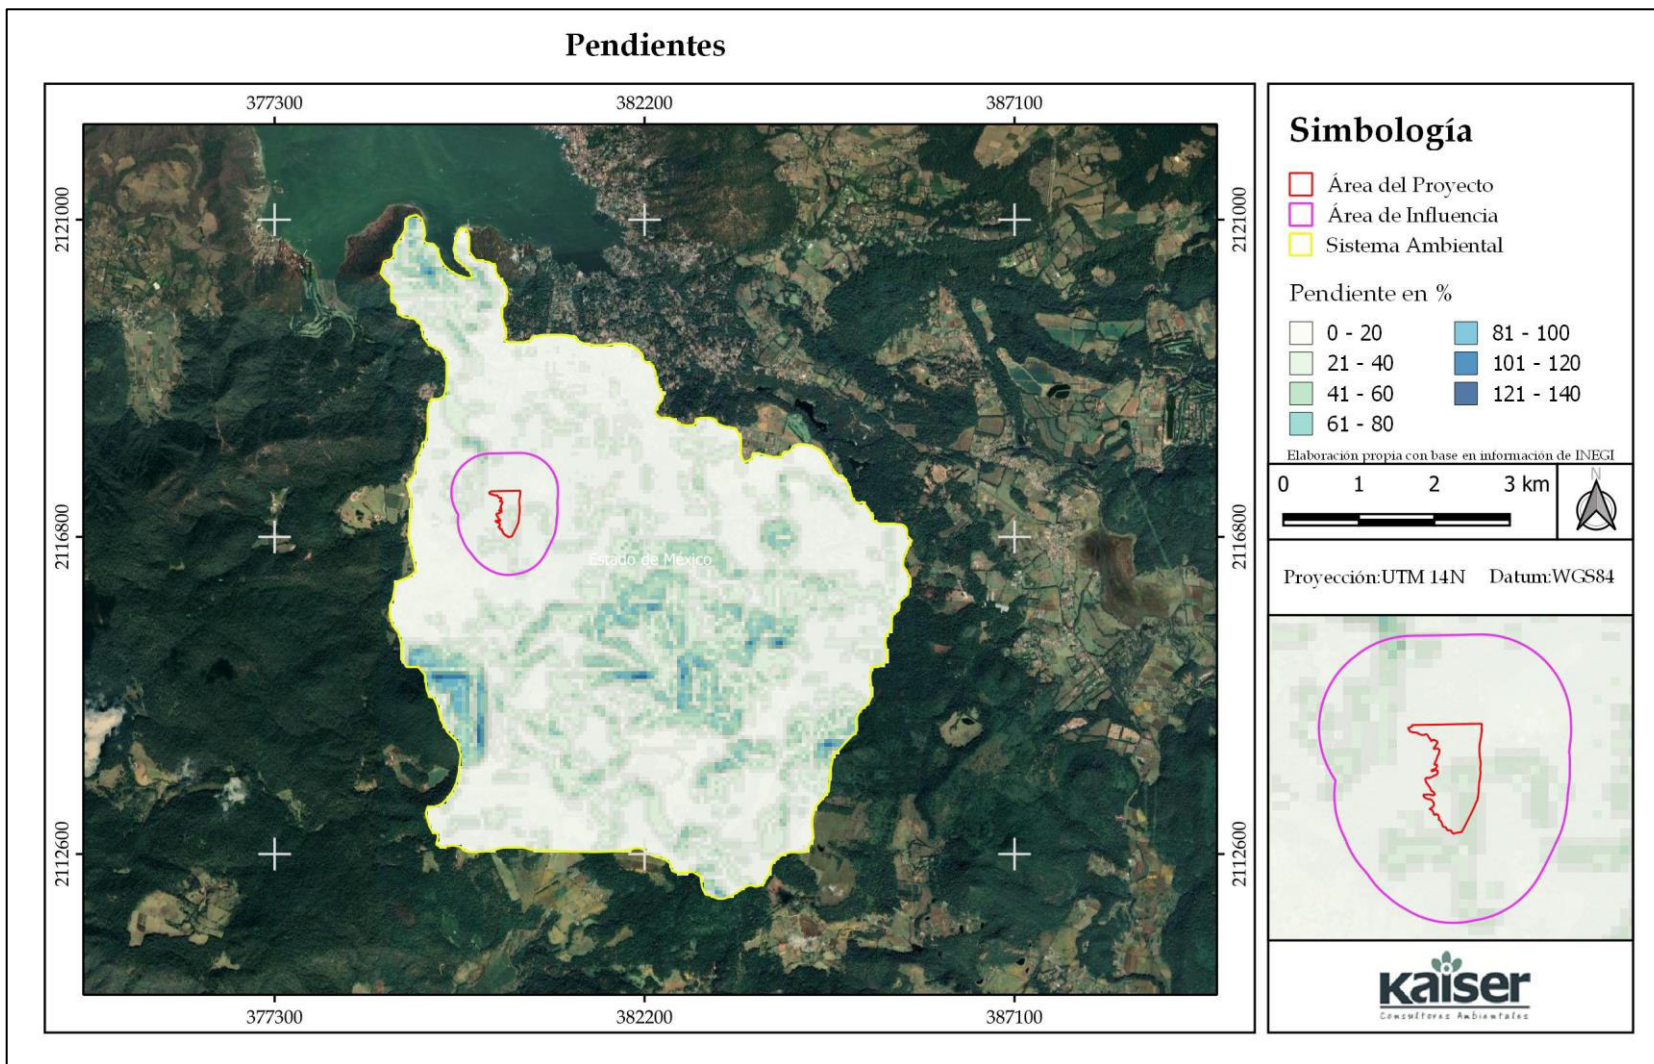 Pendientes
377300
382200
387100
2121000
2121000
2116800
2116800
2112600
2112600
Estado de México
377300
382200
387100
Simbología
Área del Proyecto
Área de Influencia
Sistema Ambiental
Pendiente en %
0 - 20
21 - 40
41 - 60
61 - 80
81 - 100
101 - 120
121 - 140
Elaboración propia con base en información de INEGI
0 1 2 3 km
N
Proyección:UTM 14N Datum:WGS84
Kaiser
Consultores Ambientales